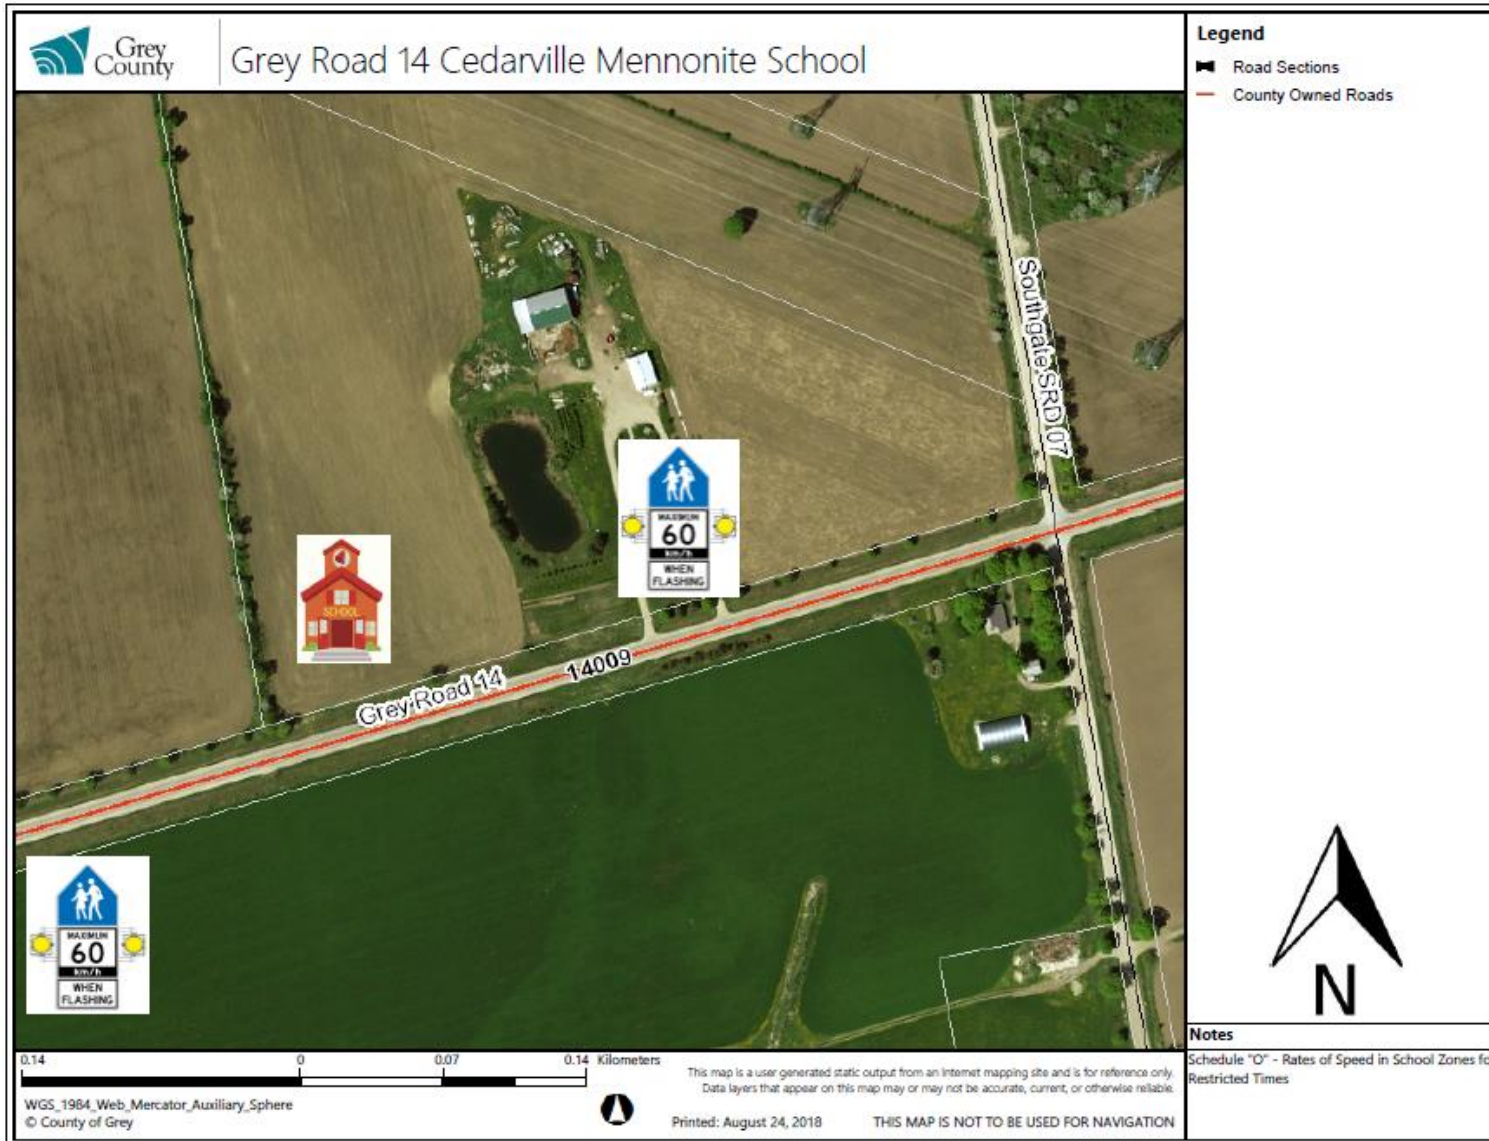 Grey
County
Grey Road 14 Cedarville Mennonite School
Legend
Road Sections
County Owned Roads
Southgate SRD 07
MAXIMUM
60
km/h
WHEN
FLASHING
SCHOOL
Grey Road 14
14009
MAXIMUM
60
km/h
WHEN
FLASHING
N
Notes
Schedule "O" - Rates of Speed in School Zones fo
Restricted Times
0.14 0 0.07 0.14 Kilometers
This map is a user generated static output from an Internet mapping site and is for reference only.
Data layers that appear on this map may or may not be accurate, current, or otherwise reliable.
WGS_1984_Web_Mercator_Auxiliary_Sphere
© County of Grey
Printed: August 24, 2018
THIS MAP IS NOT TO BE USED FOR NAVIGATION